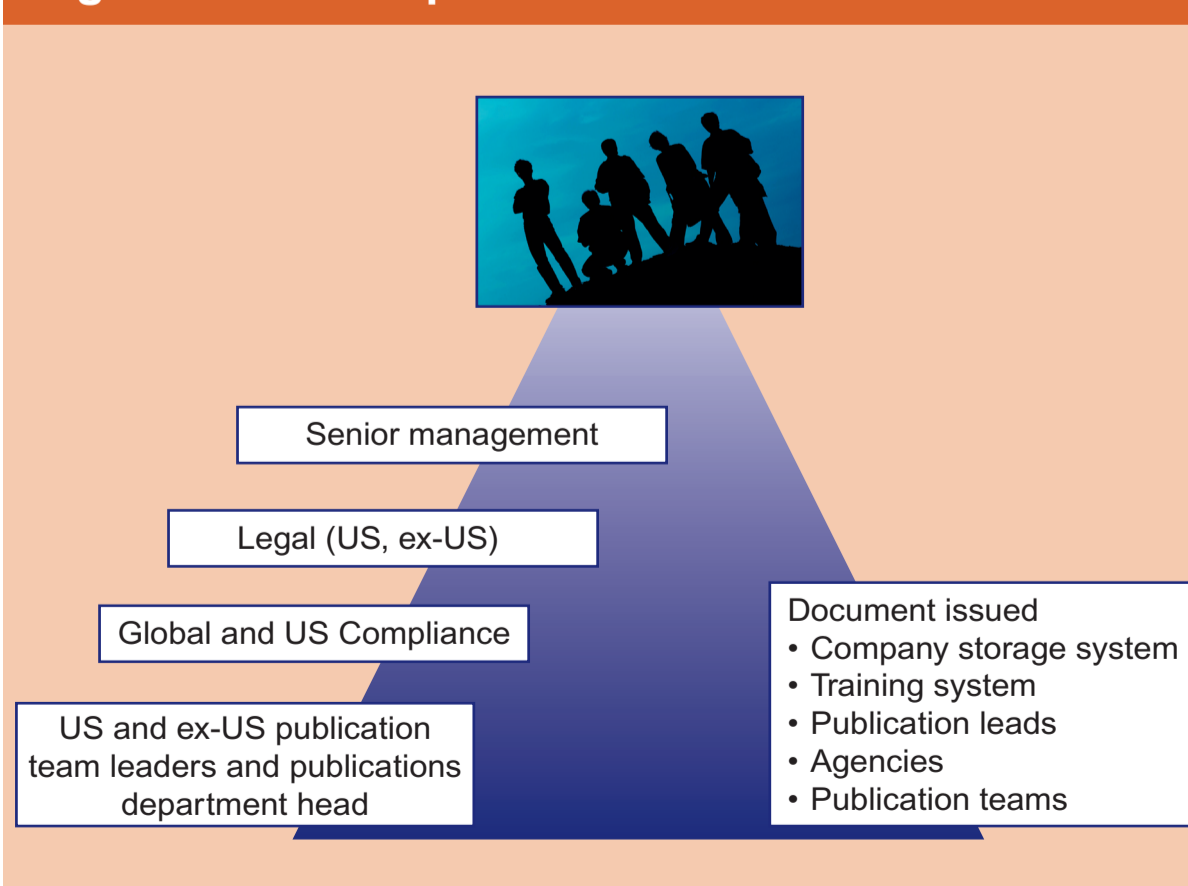 Senior management
Legal (US, ex-US)
Global and US Compliance
US and ex-US publication
team leaders and publications
department head
Document issued
• Company storage system
• Training system
• Publication leads
• Agencies
• Publication teams